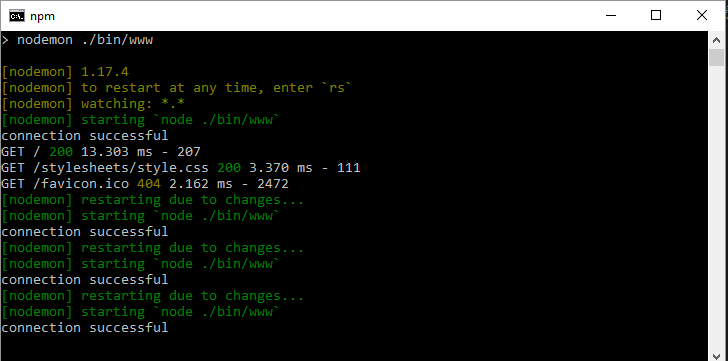 npm
> nodemon ./bin/www
[nodemon] 1.17.4
[nodemon] to restart at any time, enter `rs`
[nodemon] watching: *.*
[nodemon] starting `node ./bin/www`
connection successful
GET / 200 13.303 ms - 207
GET /stylesheets/style.css 200 3.370 ms - 111
GET /favicon.ico 404 2.162 ms - 2472
[nodemon] restarting due to changes...
[nodemon] starting `node ./bin/www`
connection successful
[nodemon] restarting due to changes...
[nodemon] starting `node ./bin/www`
connection successful
[nodemon] restarting due to changes...
[nodemon] starting `node ./bin/www`
connection successful